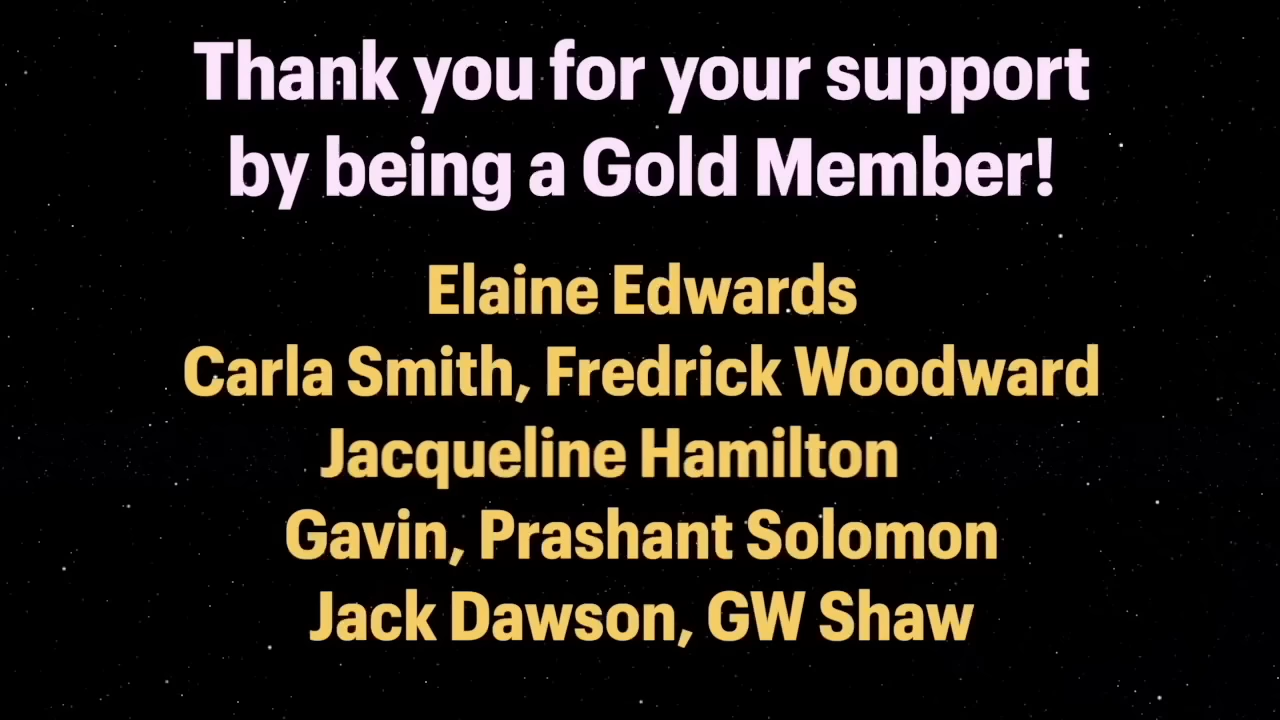 Thank you for your support
by being a Gold Member!
Elaine Edwards
Carla Smith, Fredrick Woodward
Jacqueline Hamilton
Gavin, Prashant Solomon
Jack Dawson, GW Shaw